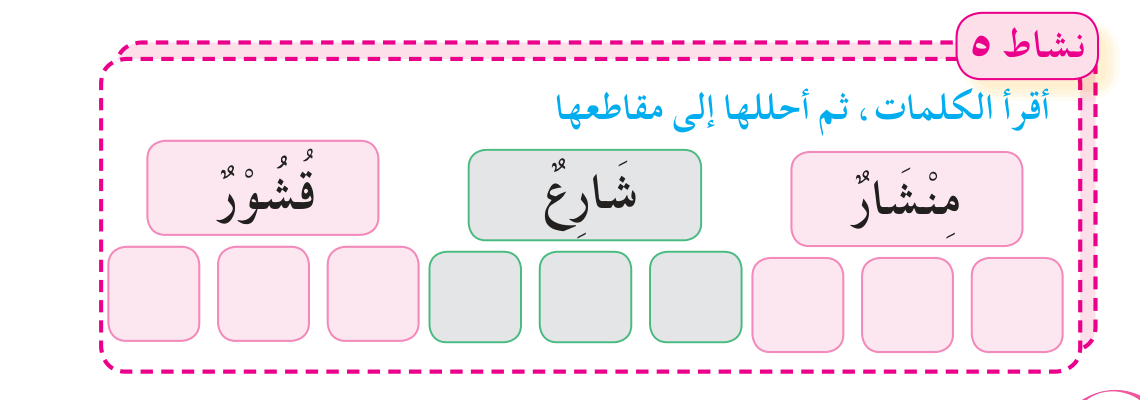 نشاط ٥
أقرأ الكلمات، ثم أحللها إلى مقاطعها
مِنْشَارٌ
شَارِعٌ
قُشُوْرٌ